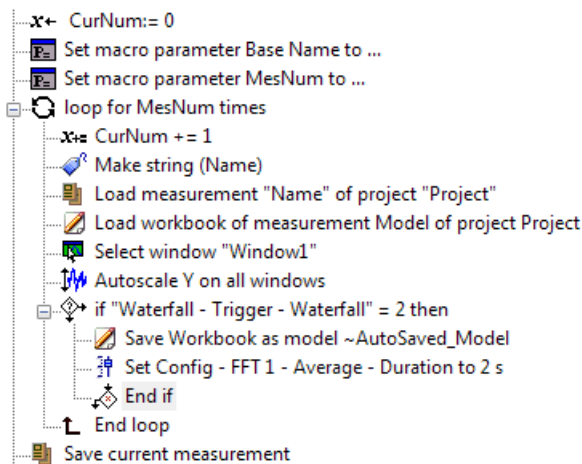 x← CurNum:= 0
P= Set macro parameter Base Name to ...
P= Set macro parameter MesNum to ...
loop for MesNum times
x+= CurNum += 1
Make string (Name)
Load measurement "Name" of project "Project"
Load workbook of measurement Model of project Project
Select window "Window1"
Autoscale Y on all windows
if "Waterfall - Trigger - Waterfall" = 2 then
Save Workbook as model ~AutoSaved_Model
Set Config - FFT 1 - Average - Duration to 2 s
End if
End loop
Save current measurement